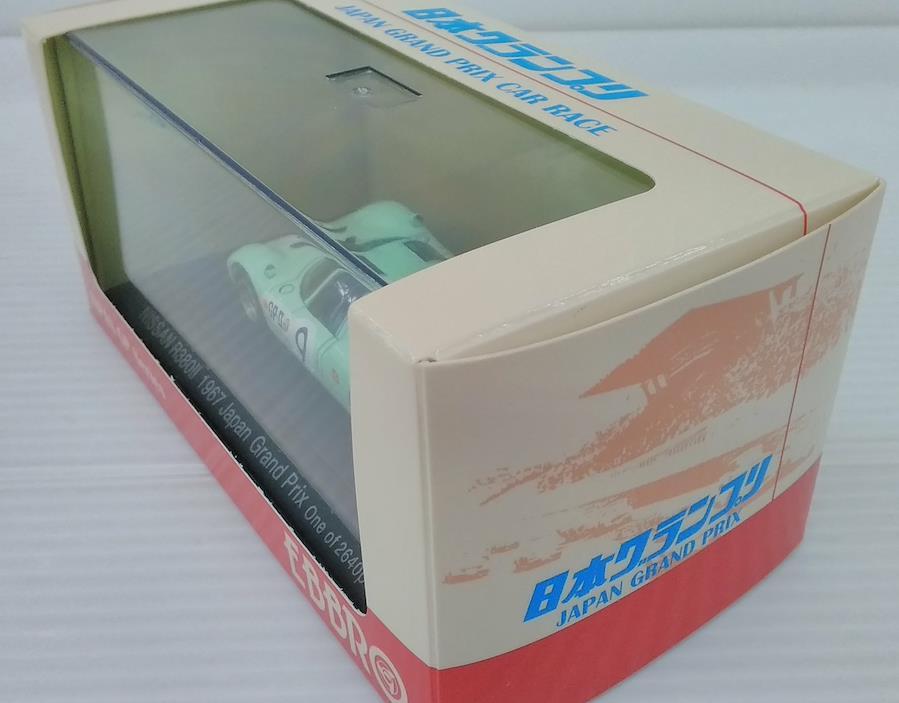 日本グランプリ
JAPAN GRAND PRIX CAR RACE
NISSAN R380II 1967 Japan Grand Prix One of 2640p
EBBRO
日本グランプリ
JAPAN GRAND PRIX
9